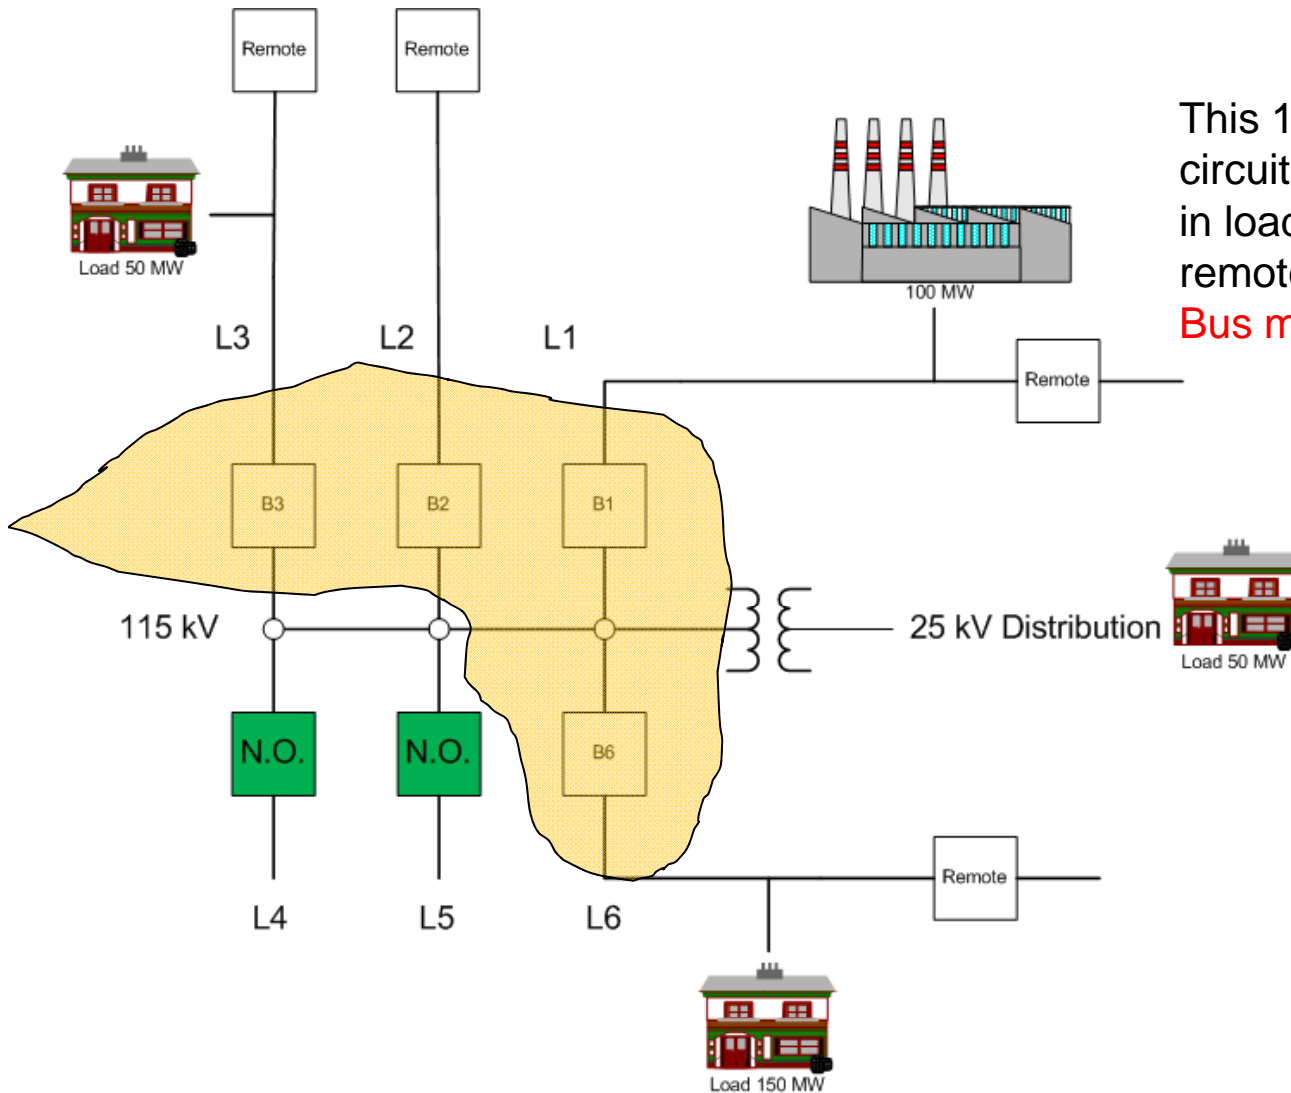 Remote
Remote
This 1
circuit
in load
remote
Bus m
Load 50 MW
100 MW
L3
L2
L1
Remote
B3
B2
B1
115 kV
25 kV Distribution
Load 50 MW
N.O.
N.O.
B6
Remote
L4
L5
L6
Load 150 MW